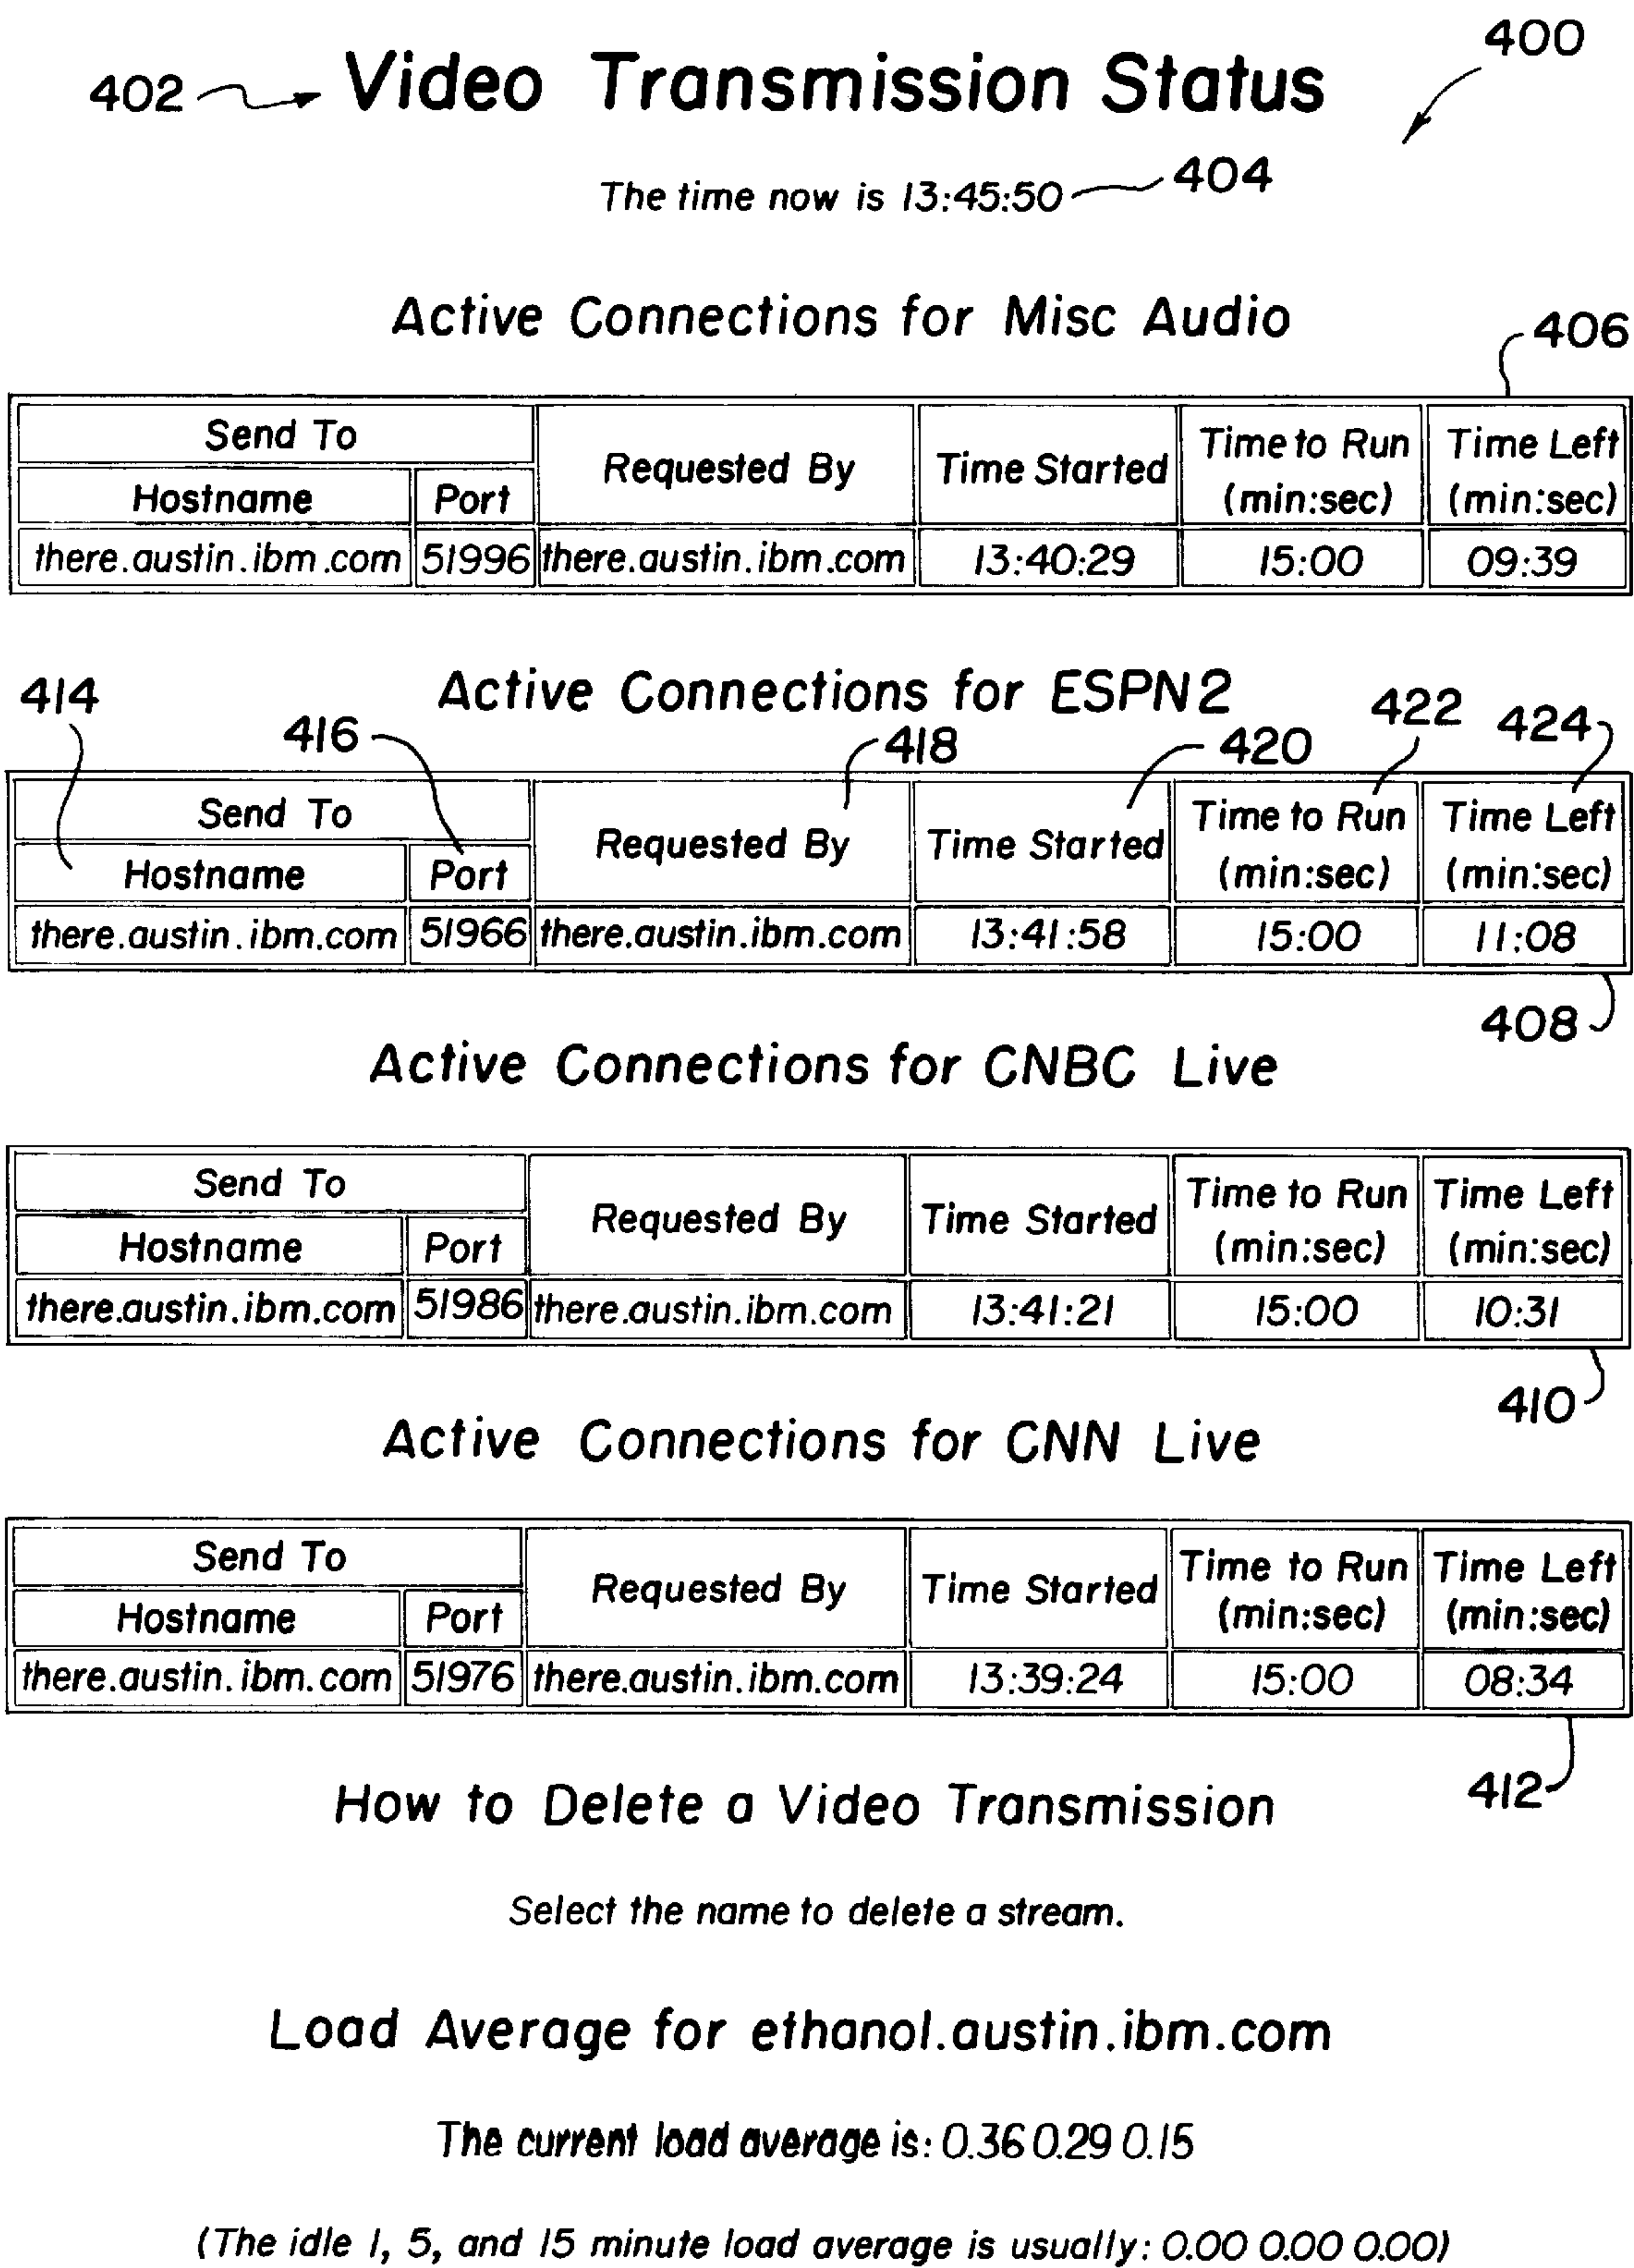 400
402 Video Transmission Status
The time now is 13:45:50 404
Active Connections for Misc Audio
406
Send To Requested By Time Started Time to Run (min:sec) Time Left (min:sec)
Hostname Port
there.austin.ibm.com 51996 there.austin.ibm.com 13:40:29 15:00 09:39
414 Active Connections for ESPN2
416 418 420 422 424
Send To Requested By Time Started Time to Run (min:sec) Time Left (min:sec)
Hostname Port
there.austin.ibm.com 51966 there.austin.ibm.com 13:41:58 15:00 11:08
408
Active Connections for CNBC Live
Send To Requested By Time Started Time to Run (min:sec) Time Left (min:sec)
Hostname Port
there.austin.ibm.com 51986 there.austin.ibm.com 13:41:21 15:00 10:31
410
Active Connections for CNN Live
Send To Requested By Time Started Time to Run (min:sec) Time Left (min:sec)
Hostname Port
there.austin.ibm.com 51976 there.austin.ibm.com 13:39:24 15:00 08:34
412
How to Delete a Video Transmission
Select the name to delete a stream.
Load Average for ethanol.austin.ibm.com
The current load average is: 0.36 0.29 0.15
(The idle 1, 5, and 15 minute load average is usually: 0.00 0.00 0.00)